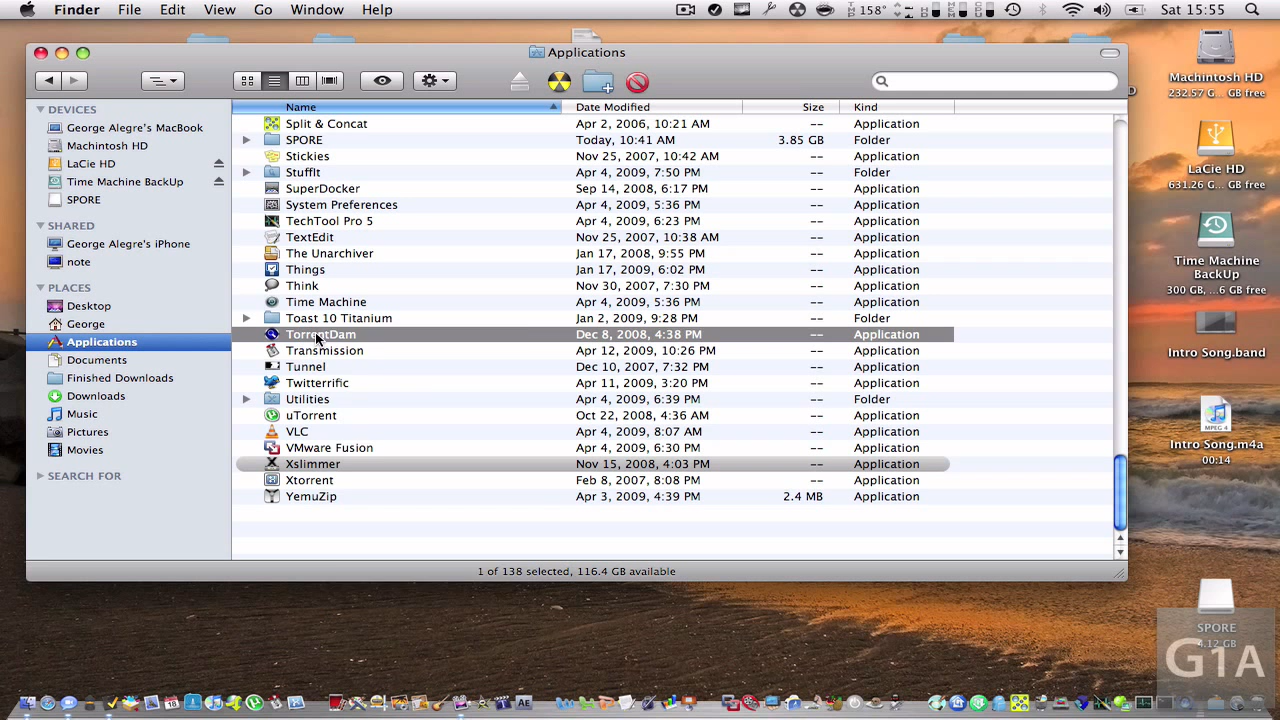 Finder File Edit View Go Window Help 158° Sat 15:55
Applications
Name Date Modified Size Kind
Split & Concat Apr 2, 2006, 10:21 AM -- Application
SPORE Today, 10:41 AM 3.85 GB Folder
Stickies Nov 25, 2007, 10:42 AM -- Application
StuffIt Apr 4, 2009, 7:50 PM -- Folder
SuperDocker Sep 14, 2008, 6:17 PM -- Application
System Preferences Apr 4, 2009, 5:36 PM -- Application
TechTool Pro 5 Apr 4, 2009, 6:23 PM -- Application
TextEdit Nov 25, 2007, 10:38 AM -- Application
The Unarchiver Jan 17, 2008, 9:55 PM -- Application
Things Jan 17, 2009, 6:02 PM -- Application
Think Nov 30, 2007, 7:30 PM -- Application
Time Machine Apr 4, 2009, 5:36 PM -- Application
Toast 10 Titanium Jan 2, 2009, 9:28 PM -- Folder
TorrentDam Dec 8, 2008, 4:38 PM -- Application
Transmission Apr 12, 2009, 10:26 PM -- Application
Tunnel Dec 10, 2007, 7:32 PM -- Application
Twitterrific Apr 11, 2009, 3:20 PM -- Application
Utilities Apr 4, 2009, 6:39 PM -- Folder
uTorrent Oct 22, 2008, 4:36 AM -- Application
VLC Apr 4, 2009, 8:07 AM -- Application
VMware Fusion Apr 4, 2009, 6:30 PM -- Application
Xslimmer Nov 15, 2008, 4:03 PM -- Application
Xtorrent Feb 8, 2007, 8:08 PM -- Application
YemuZip Apr 3, 2009, 4:39 PM 2.4 MB Application
1 of 138 selected, 116.4 GB available
DEVICES
George Alegre's MacBook
Machintosh HD
LaCie HD
Time Machine BackUp
SPORE
SHARED
George Alegre's iPhone
note
PLACES
Desktop
George
Applications
Documents
Finished Downloads
Downloads
Music
Pictures
Movies
SEARCH FOR
Machintosh HD
232.57 G... GB free
LaCie HD
631.26 G... GB free
Time Machine
BackUp
300 GB, ...6 GB free
Intro Song.band
MPEG 4
Intro Song.m4a
00:14
SPORE
4.12 GB
G1A
18
AE